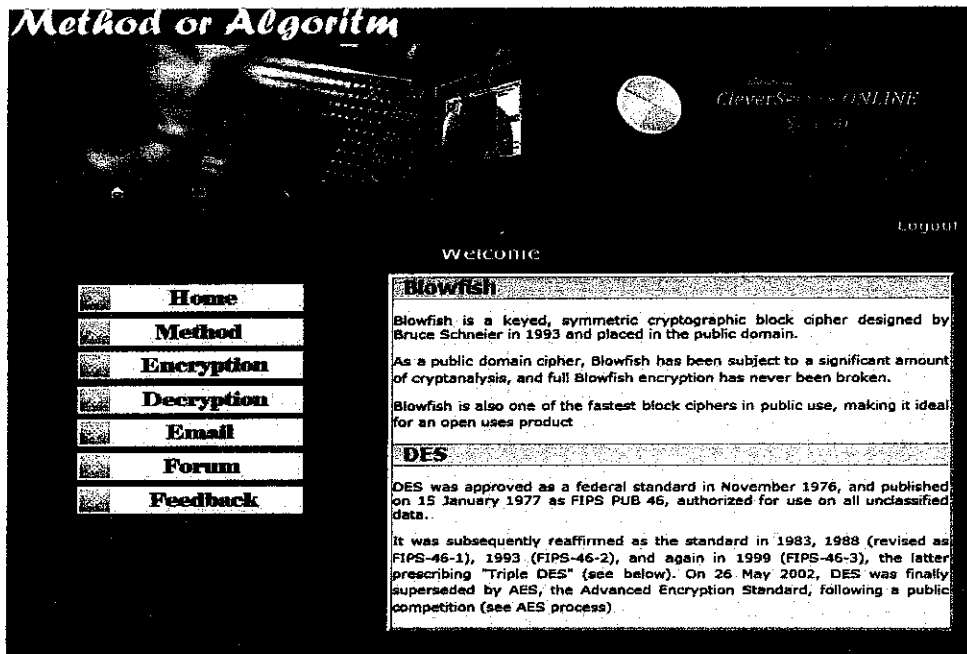 Method or Algoritm
ONLINE
Logout
Welcome
Home
Method
Encryption
Decryption
Email
Forum
Feedback
Blowfish
Blowfish is a keyed, symmetric cryptographic block cipher designed by
Bruce Schneier in 1993 and placed in the public domain.
As a public domain cipher, Blowfish has been subject to a significant amount
of cryptanalysis, and full Blowfish encryption has never been broken.
Blowfish is also one of the fastest block ciphers in public use, making it ideal
for an open uses product
DES
DES was approved as a federal standard in November 1976, and published
on 15 January 1977 as FIPS PUB 46, authorized for use on all unclassified
data.
It was subsequently reaffirmed as the standard in 1983, 1988 (revised as
FIPS-46-1), 1993 (FIPS-46-2), and again in 1999 (FIPS-46-3), the latter
prescribing "Triple DES" (see below). On 26 May 2002, DES was finally
superseded by AES, the Advanced Encryption Standard, following a public
competition (see AES process)